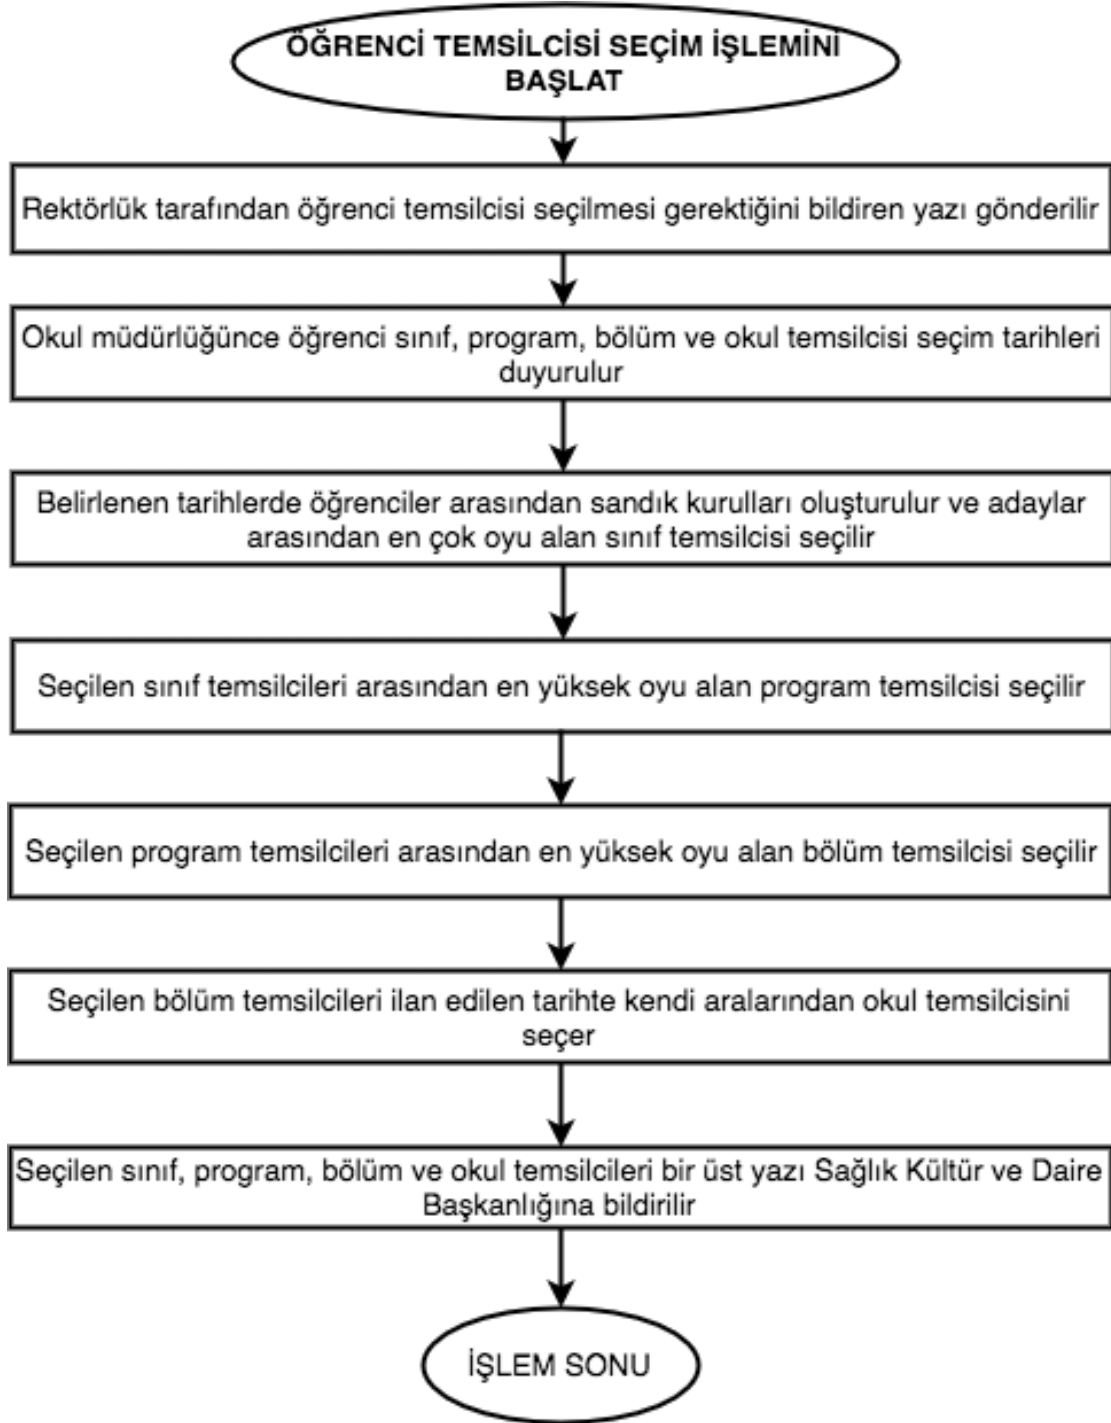 ÖĞRENCİ TEMSİLCİSİ SEÇİM İŞLEMİNİ
BAŞLAT
Rektörlük tarafından öğrenci temsilcisi seçilmesi gerektiğini bildiren yazı gönderilir
Okul müdürlüğünce öğrenci sınıf, program, bölüm ve okul temsilcisi seçim tarihleri
duyurulur
Belirlenen tarihlerde öğrenciler arasından sandık kurulları oluşturulur ve adaylar
arasından en çok oyu alan sınıf temsilcisi seçilir
Seçilen sınıf temsilcileri arasından en yüksek oyu alan program temsilcisi seçilir
Seçilen program temsilcileri arasından en yüksek oyu alan bölüm temsilcisi seçilir
Seçilen bölüm temsilcileri ilan edilen tarihte kendi aralarından okul temsilcisini
seçer
Seçilen sınıf, program, bölüm ve okul temsilcileri bir üst yazı Sağlık Kültür ve Daire
Başkanlığına bildirilir
İŞLEM SONU